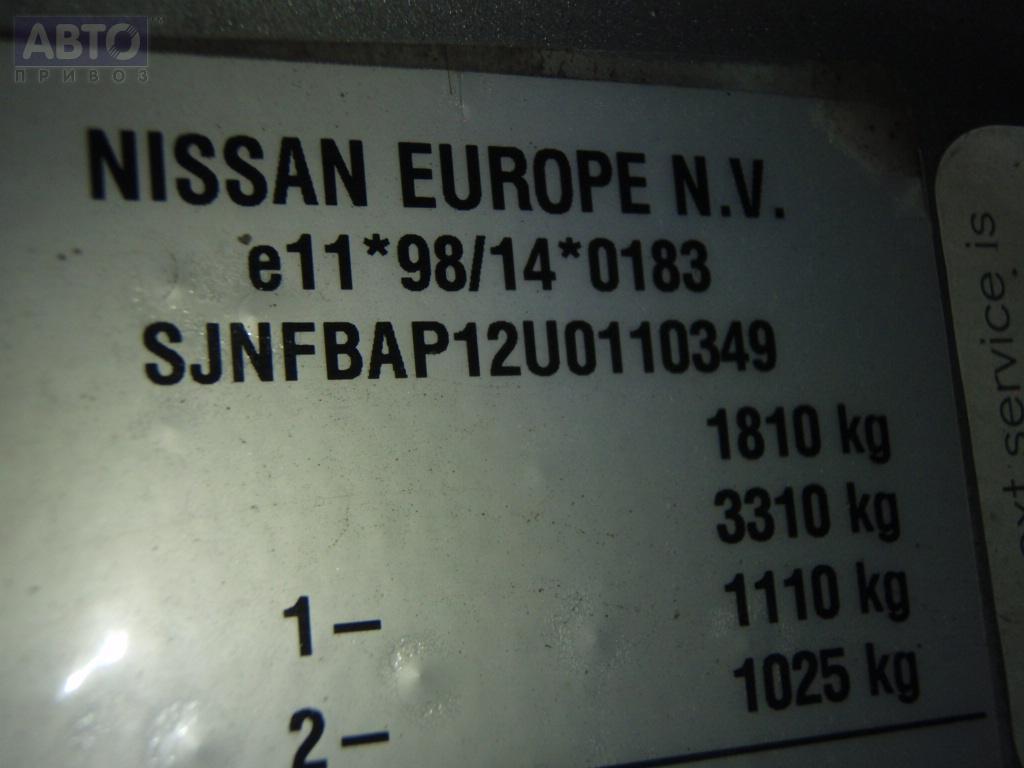 АВТО
ПРИВОЗ
NISSAN EUROPE N.V.
e11*98/14*0183
SJNFBAP12U0110349
1810 kg
3310 kg
1- 1110 kg
2- 1025 kg
ext service is